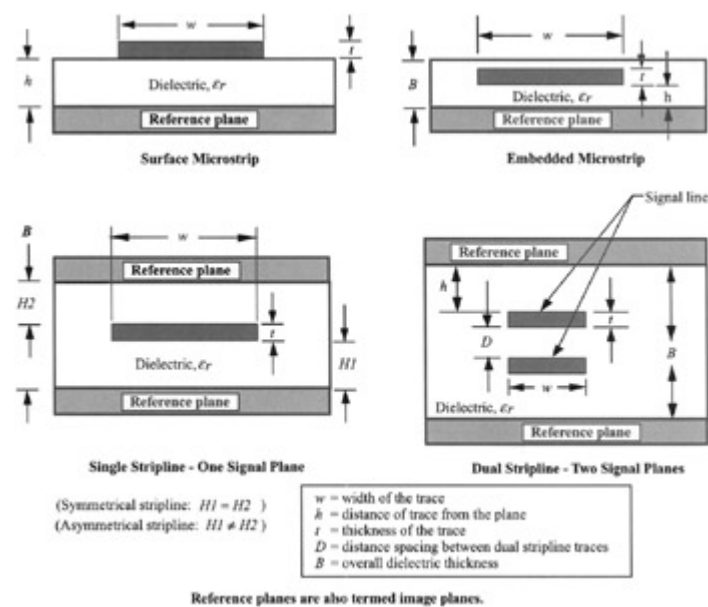 w
t
h
Dielectric, εr
Reference plane
Surface Microstrip
w
B
t
h
Dielectric, εr
Reference plane
Embedded Microstrip
B
w
Reference plane
H2
t
Dielectric, εr
H1
Reference plane
Single Stripline - One Signal Plane
(Symmetrical stripline: H1 = H2 )
(Asymmetrical stripline: H1 ≠ H2 )
Signal line
Reference plane
h
t
D
B
w
Dielectric, εr
Reference plane
Dual Stripline - Two Signal Planes
w = width of the trace
h = distance of trace from the plane
t = thickness of the trace
D = distance spacing between dual stripline traces
B = overall dielectric thickness
Reference planes are also termed image planes.